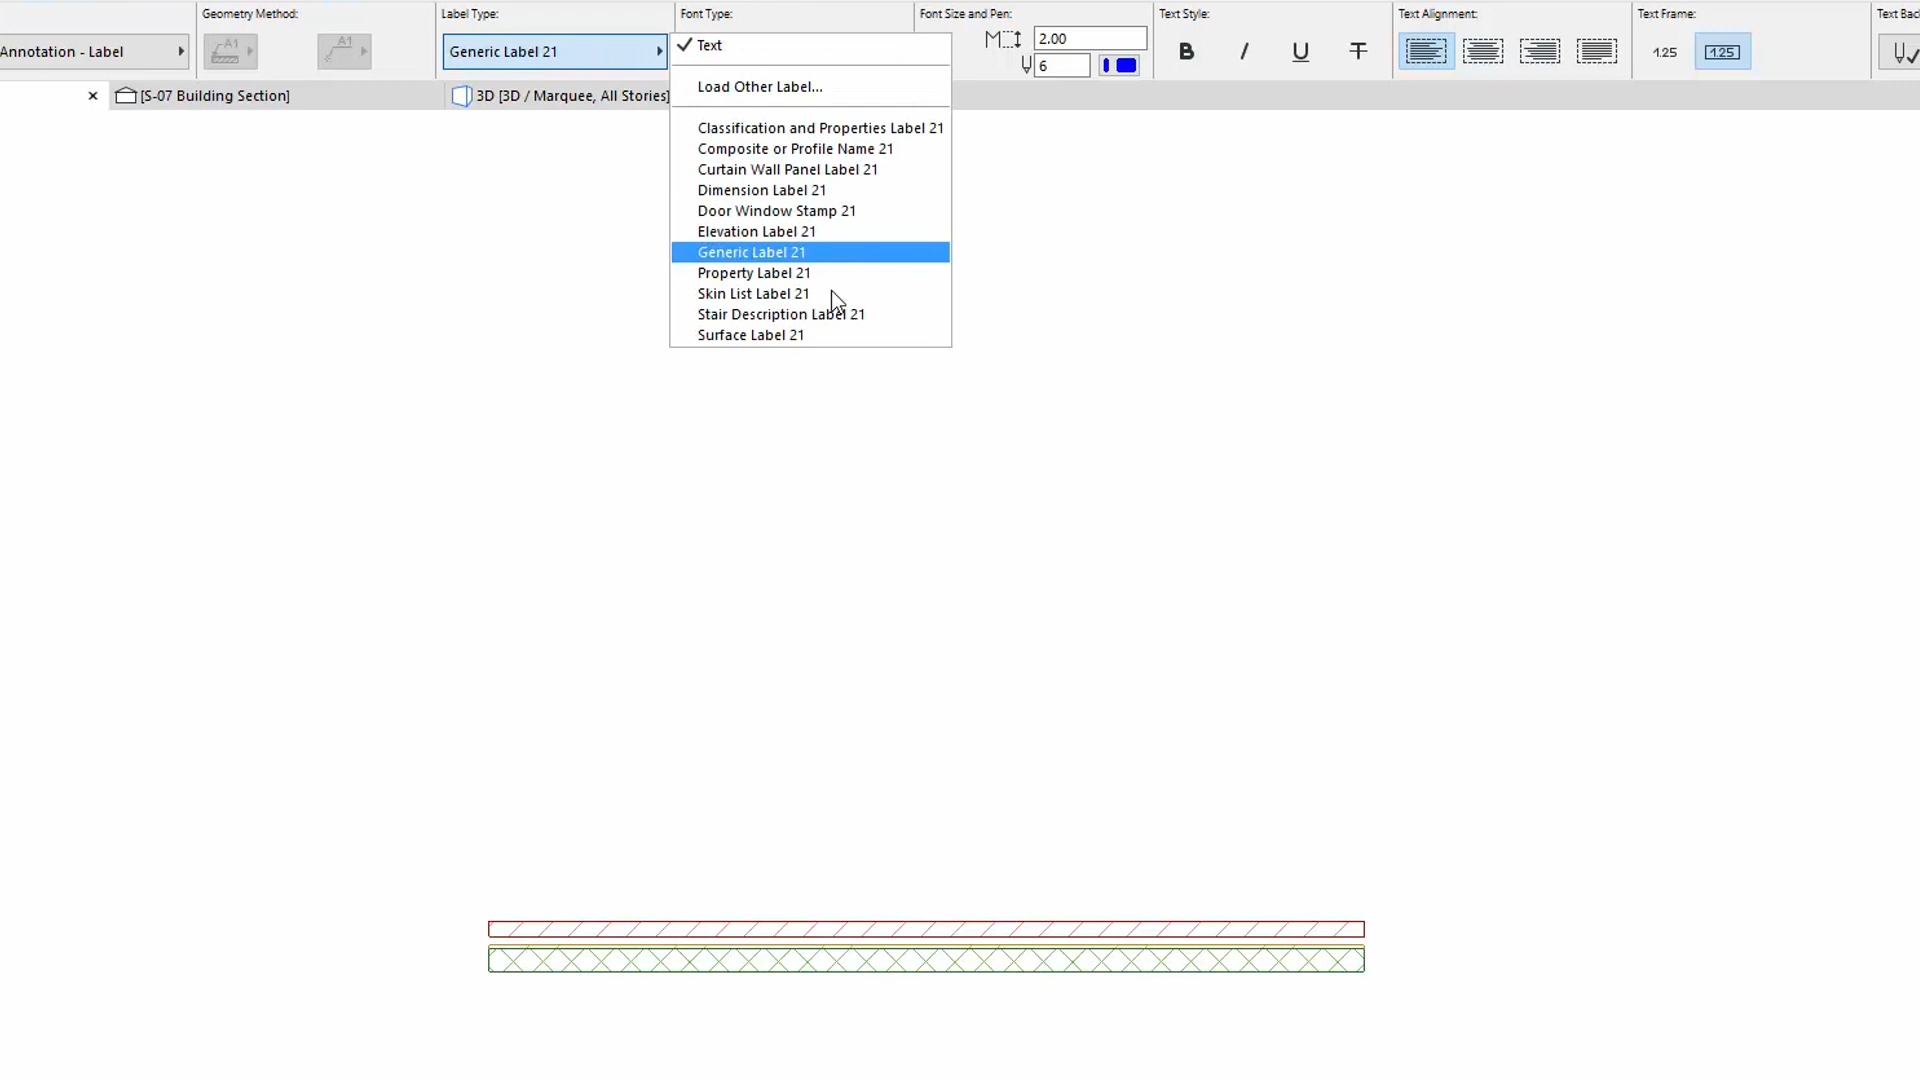 Geometry Method:
Label Type:
Font Type:
Font Size and Pen:
Text Style:
Text Alignment:
Text Frame:
Text Bac
Annotation - Label
A1
A1
Generic Label 21
Text
M
2.00
6
B
I
U
T
1.25
1.25
[S-07 Building Section]
3D [3D / Marquee, All Stories]
Load Other Label...
Classification and Properties Label 21
Composite or Profile Name 21
Curtain Wall Panel Label 21
Dimension Label 21
Door Window Stamp 21
Elevation Label 21
Generic Label 21
Property Label 21
Skin List Label 21
Stair Description Label 21
Surface Label 21